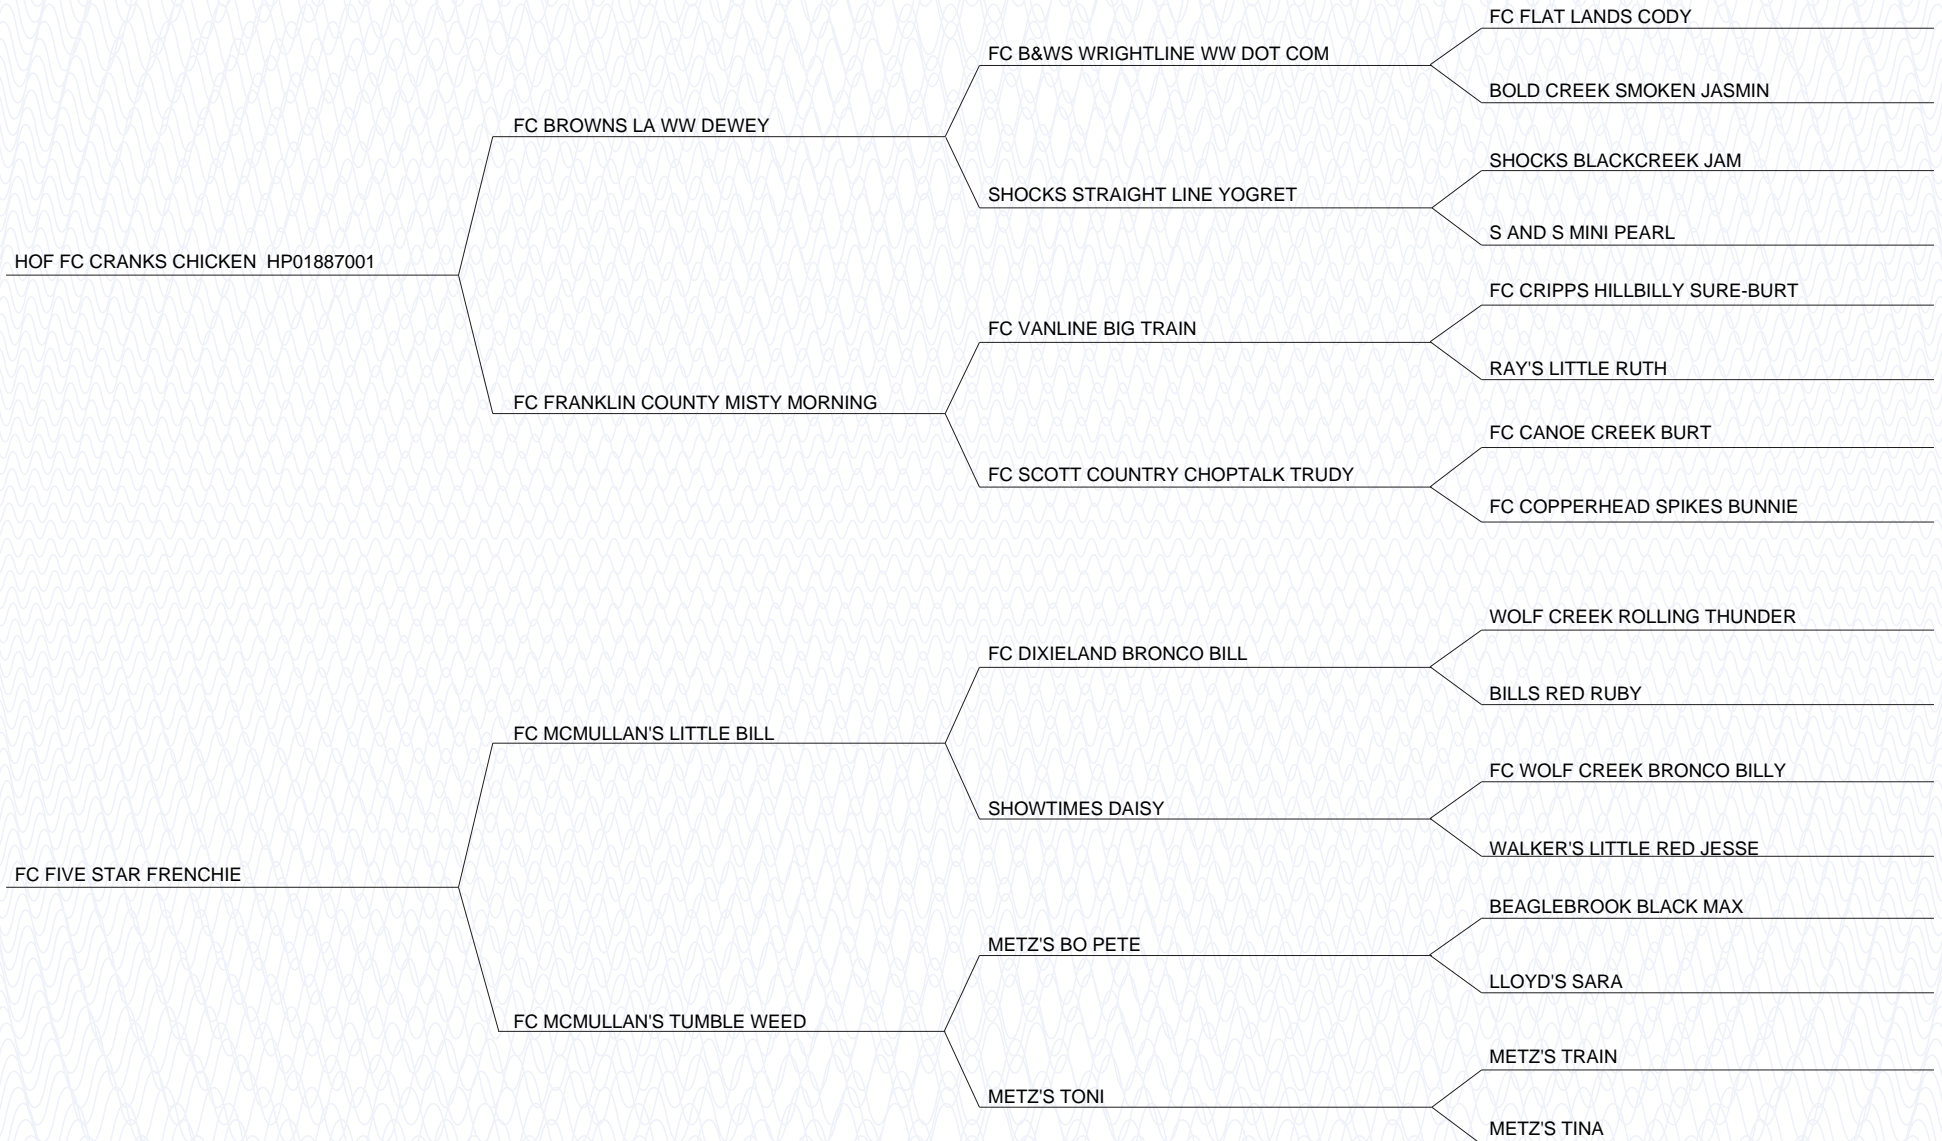 FC FLAT LANDS CODY
FC B&WS WRIGHTLINE WW DOT COM
BOLD CREEK SMOKEN JASMIN
FC BROWNS LA WW DEWEY
SHOCKS BLACKCREEK JAM
SHOCKS STRAIGHT LINE YOGRET
S AND S MINI PEARL
HOF FC CRANKS CHICKEN HP01887001
FC CRIPPS HILLBILLY SURE-BURT
FC VANLINE BIG TRAIN
RAY'S LITTLE RUTH
FC FRANKLIN COUNTY MISTY MORNING
FC CANOE CREEK BURT
FC SCOTT COUNTRY CHOPTALK TRUDY
FC COPPERHEAD SPIKES BUNNIE
WOLF CREEK ROLLING THUNDER
FC DIXIELAND BRONCO BILL
BILLS RED RUBY
FC MCMULLAN'S LITTLE BILL
FC WOLF CREEK BRONCO BILLY
SHOWTIMES DAISY
WALKER'S LITTLE RED JESSE
FC FIVE STAR FRENCHIE
BEAGLEBROOK BLACK MAX
METZ'S BO PETE
LLOYD'S SARA
FC MCMULLAN'S TUMBLE WEED
METZ'S TRAIN
METZ'S TONI
METZ'S TINA